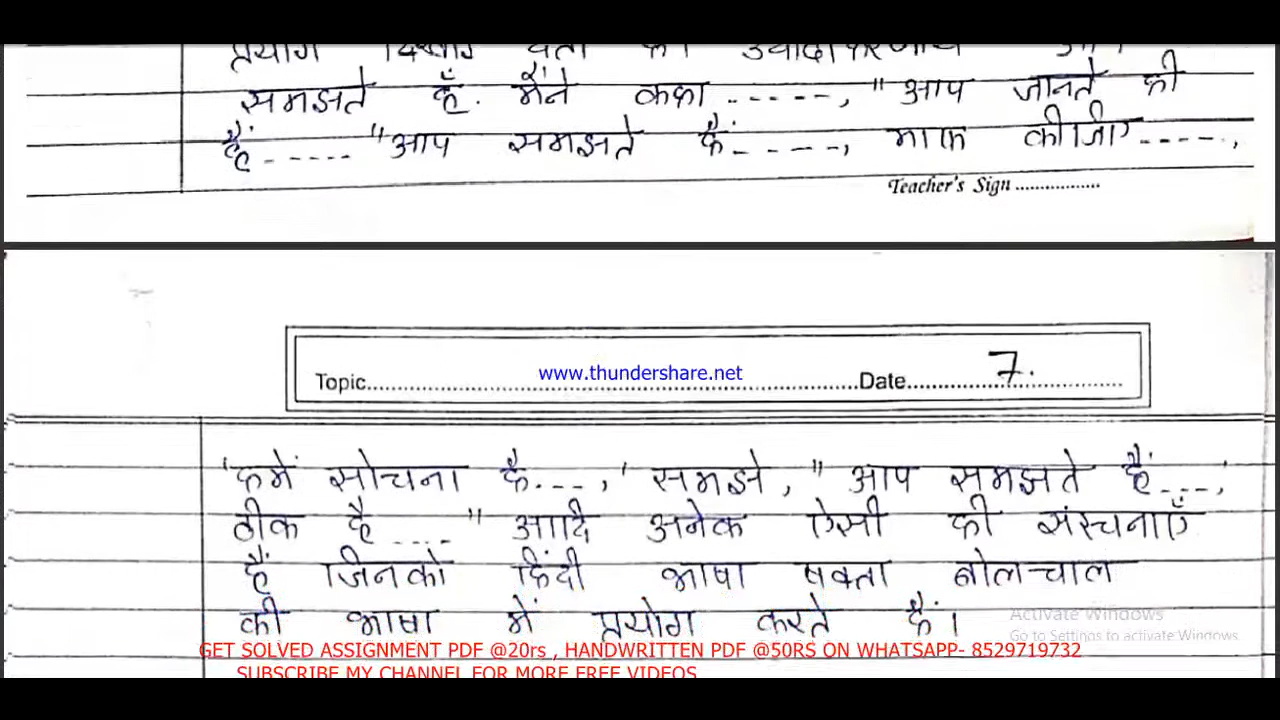 प्रयोग दिखाई देता
समझते हैं. मैंने कहा -----, "आप जानते ही
हैं ------ "आप समझते हैं -----, माफ कीजिए -----,
Teacher's Sign .................
www.thundershare.net
Topic Date 7.
'हमें सोचना है ---,' समझे, "आप समझते हैं ---,'
ठीक है ---- " आदि अनेक ऐसी ही संरचनाएँ
हैं जिनको हिंदी भाषा वक्ता बोल-चाल
की भाषा में प्रयोग करते हैं।
Activate Windows
Go to Settings to activate Windows.
GET SOLVED ASSIGNMENT PDF @20rs , HANDWRITTEN PDF @50RS ON WHATSAPP- 8529719732
SUBSCRIBE MY CHANNEL FOR MORE FREE VIDEOS